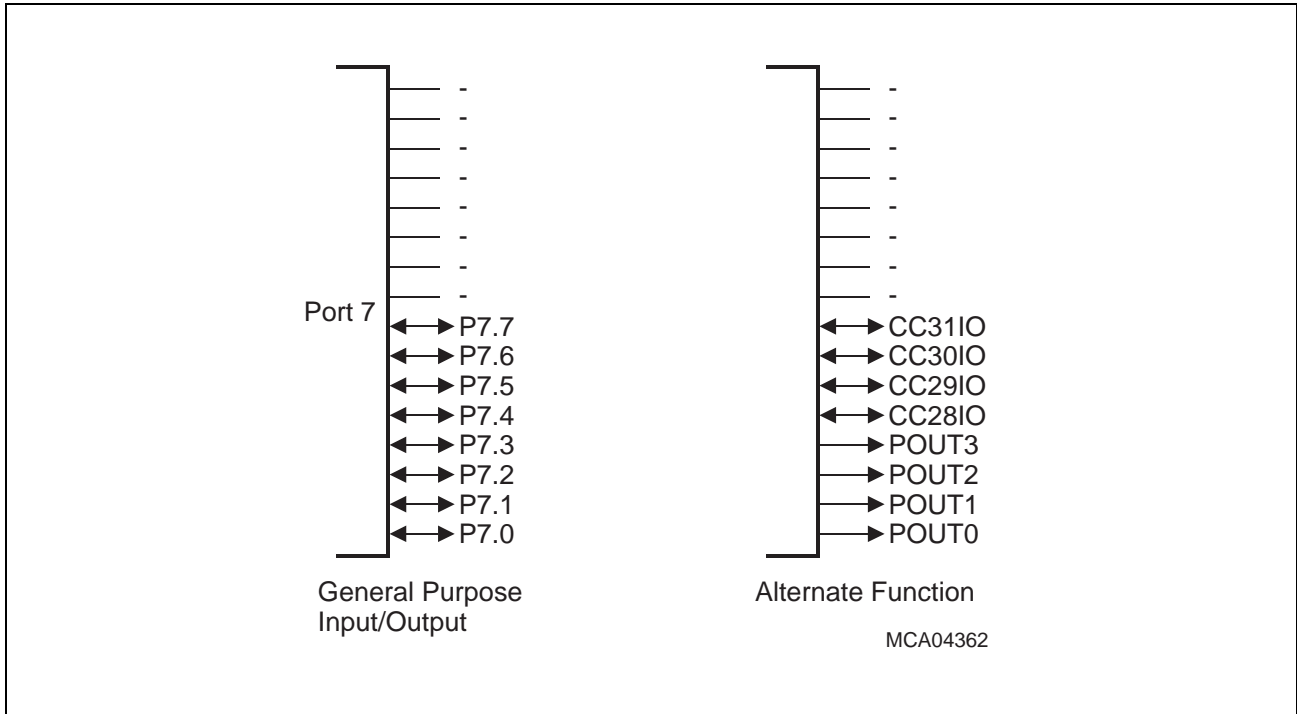 -
-
-
-
-
-
-
-
Port 7
P7.7
P7.6
P7.5
P7.4
P7.3
P7.2
P7.1
P7.0
General Purpose
Input/Output
-
-
-
-
-
-
-
-
CC31IO
CC30IO
CC29IO
CC28IO
POUT3
POUT2
POUT1
POUT0
Alternate Function
MCA04362